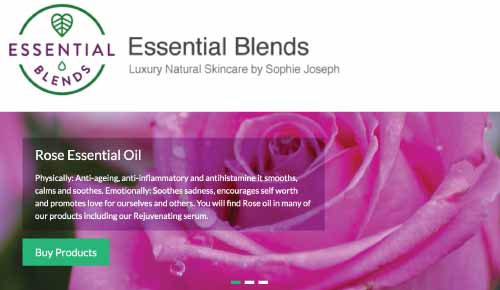 ESSENTIAL
BLENDS
Essential Blends
Luxury Natural Skincare by Sophie Joseph
Rose Essential Oil
Physically: Anti-ageing, anti-inflammatory and antihistamine it smooths,
calms and soothes. Emotionally: Soothes sadness, encourages self worth
and promotes love for ourselves and others. You will find Rose oil in many of
our products including our Rejuvenating serum.
Buy Products